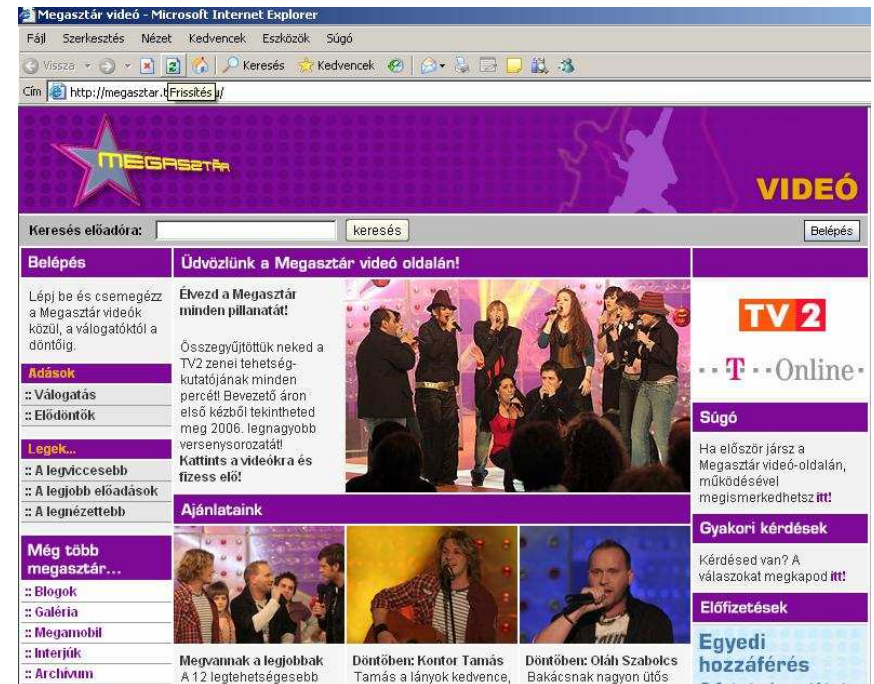 Megasztár videó - Microsoft Internet Explorer
Fájl Szerkesztés Nézet Kedvencek Eszközök Súgó
Vissza Keresés Kedvencek
Cím http://megasztar.t Frissítés u/
MEGASZTÁR
VIDEÓ
Keresés előadóra: keresés Belépés
Belépés
Lépj be és csemegézz
a Megasztár videók
közül, a válogatóktól a
döntőig.
Adások
:: Válogatás
:: Elődöntők
Legek...
:: A legviccesebb
:: A legjobb előadások
:: A legnézettebb
Még több
megasztár...
:: Blogok
:: Galéria
:: Megamobil
:: Interjúk
:: Archívum
Üdvözlünk a Megasztár videó oldalán!
Élvezd a Megasztár
minden pillanatát!
Összegyűjtöttük neked a
TV2 zenei tehetség-
kutatójának minden
percét! Bevezető áron
első kézből tekintheted
meg 2006. legnagyobb
versenysorozatát!
Kattints a videókra és
fizess elő!
Ajánlataink
Megvannak a legjobbak
A 12 legtehetségesebb
Döntőben: Kontor Tamás
Tamás a lányok kedvence,
Döntőben: Oláh Szabolcs
Bakácsnak nagyon ütős
TV 2
T Online
Súgó
Ha először jársz a
Megasztár videó-oldalán,
működésével
megismerkedhetsz itt!
Gyakori kérdések
Kérdésed van? A
válaszokat megkapod itt!
Előfizetések
Egyedi
hozzáférés